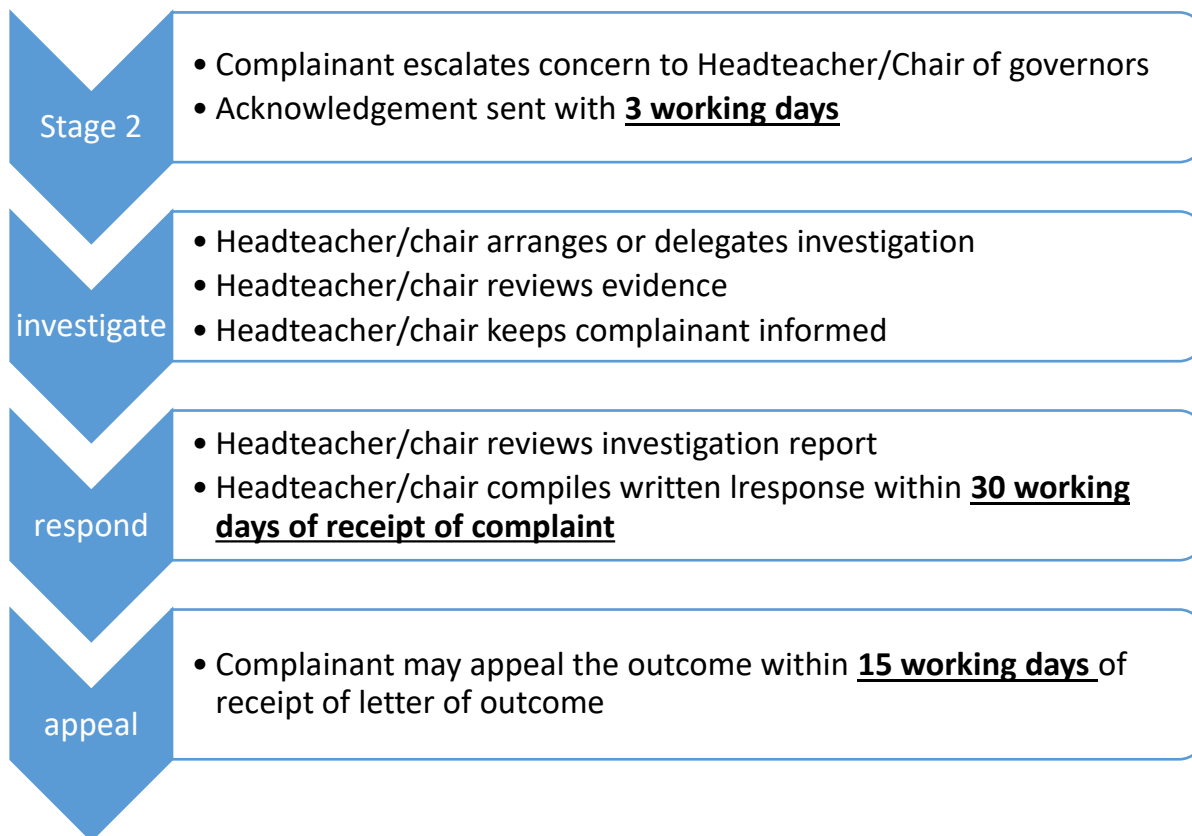 Stage 2
• Complainant escalates concern to Headteacher/Chair of governors
• Acknowledgement sent with 3 working days
investigate
• Headteacher/chair arranges or delegates investigation
• Headteacher/chair reviews evidence
• Headteacher/chair keeps complainant informed
respond
• Headteacher/chair reviews investigation report
• Headteacher/chair compiles written lresponse within 30 working
days of receipt of complaint
appeal
• Complainant may appeal the outcome within 15 working days of
receipt of letter of outcome